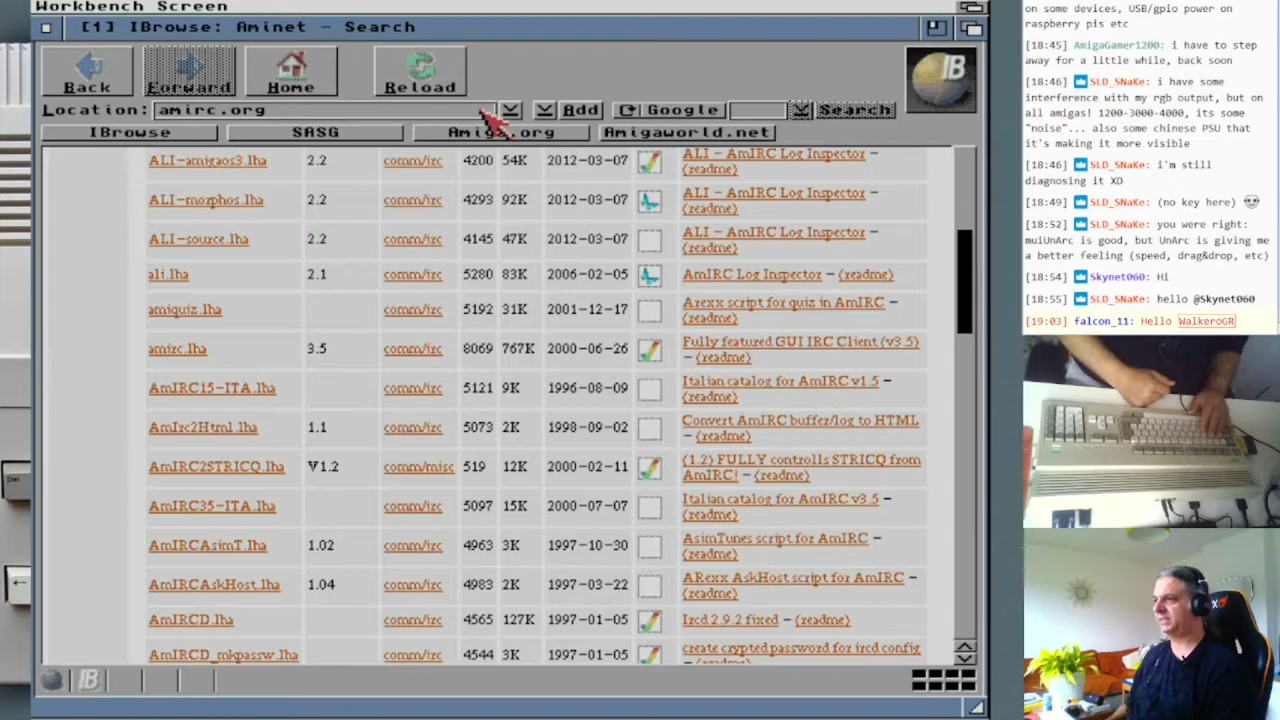 Workbench Screen
[1] IBrowse: Aminet - Search
Back
Forward
Home
Reload
IB
Location: amirc.org
Add
Google
Search
IBrowse
SASG
Amiga.org
Amigaworld.net
ALI-amigaos3.lha 2.2 comm/irc 4200 54K 2012-03-07 ALI - AmIRC Log Inspector -
(readme)
ALI-morphos.lha 2.2 comm/irc 4293 92K 2012-03-07 ALI - AmIRC Log Inspector -
(readme)
ALI-source.lha 2.2 comm/irc 4145 47K 2012-03-07 ALI - AmIRC Log Inspector -
(readme)
ali.lha 2.1 comm/irc 5280 83K 2006-02-05 AmIRC Log Inspector - (readme)
amiquiz.lha comm/irc 5192 31K 2001-12-17 Arexx script for quiz in AmIRC -
(readme)
amirc.lha 3.5 comm/irc 8069 767K 2000-06-26 Fully featured GUI IRC Client (v3.5)
- (readme)
AmIRC15-ITA.lha comm/irc 5121 9K 1996-08-09 Italian catalog for AmIRC v1.5 -
(readme)
AmIrc2Html.lha 1.1 comm/irc 5073 2K 1998-09-02 Convert AmIRC buffer/log to HTML
- (readme)
AmIRC2STRICQ.lha V1.2 comm/misc 519 12K 2000-02-11 (1.2) FULLY controlls STRICQ from
AmIRC! - (readme)
AmIRC35-ITA.lha comm/irc 5097 15K 2000-07-07 Italian catalog for AmIRC v3.5 -
(readme)
AmIRCAsimT.lha 1.02 comm/irc 4963 3K 1997-10-30 AsimTunes script for AmIRC -
(readme)
AmIRCAskHost.lha 1.04 comm/irc 4983 2K 1997-03-22 ARexx AskHost script for AmIRC -
(readme)
AmIRCD.lha comm/irc 4565 127K 1997-01-05 Ircd 2.9.2 fixed - (readme)
AmIRCD_mkpassw.lha comm/irc 4544 3K 1997-01-05 create crypted password for ircd config
- (readme)
IB
on some devices, USB/gpio power on
raspberry pis etc
[18:45] AmigaGamer1200: i have to step
away for a little while, back soon
[18:46] SLD_SNaKe: i have some
interference with my rgb output, but on
all amigas! 1200-3000-4000, its some
"noise"... also some chinese PSU that
it's making it more visible
[18:46] SLD_SNaKe: i'm still
diagnosing it XD
[18:49] SLD_SNaKe: (no key here)
[18:52] SLD_SNaKe: you were right:
muiUnArc is good, but UnArc is giving me
a better feeling (speed, drag&drop, etc)
[18:54] Skynet060: Hi
[18:55] SLD_SNaKe: hello @Skynet060
[19:03] falcon_11: Hello WalkeroGR
Del